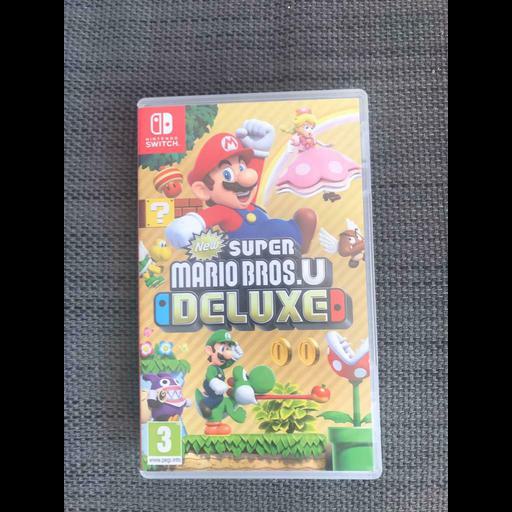 NINTENDO
SWITCH
M
?
New
SUPER
MARIO BROS. U
DELUXE
3
www.pegi.info